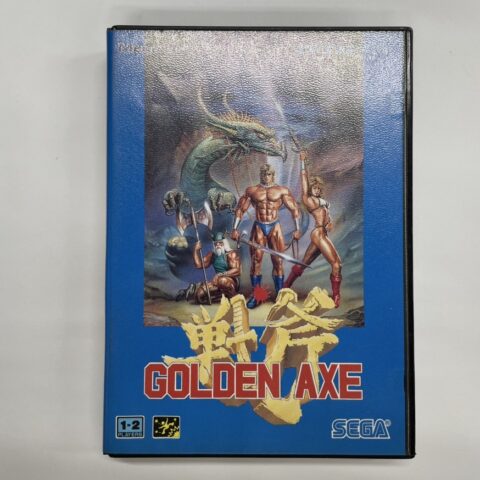 戦斧
GOLDEN AXE
1-2
PLAYERS
SEGA